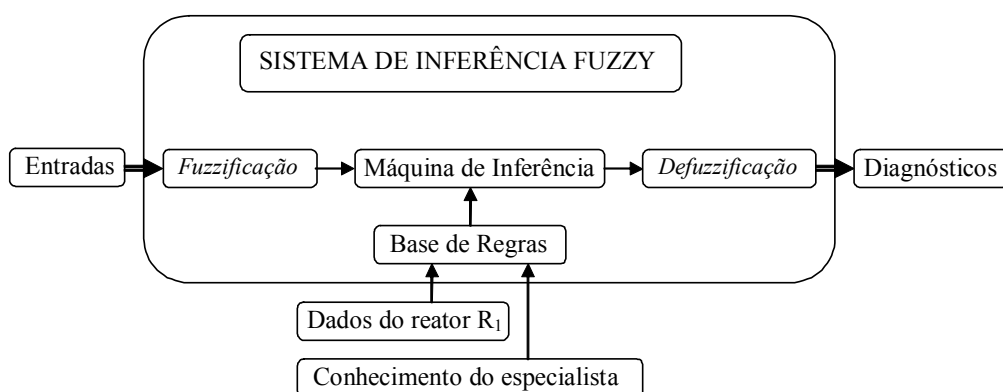 SISTEMA DE INFERÊNCIA FUZZY
Entradas
Fuzzificação
Máquina de Inferência
Defuzzificação
Diagnósticos
Base de Regras
Dados do reator R₁
Conhecimento do especialista